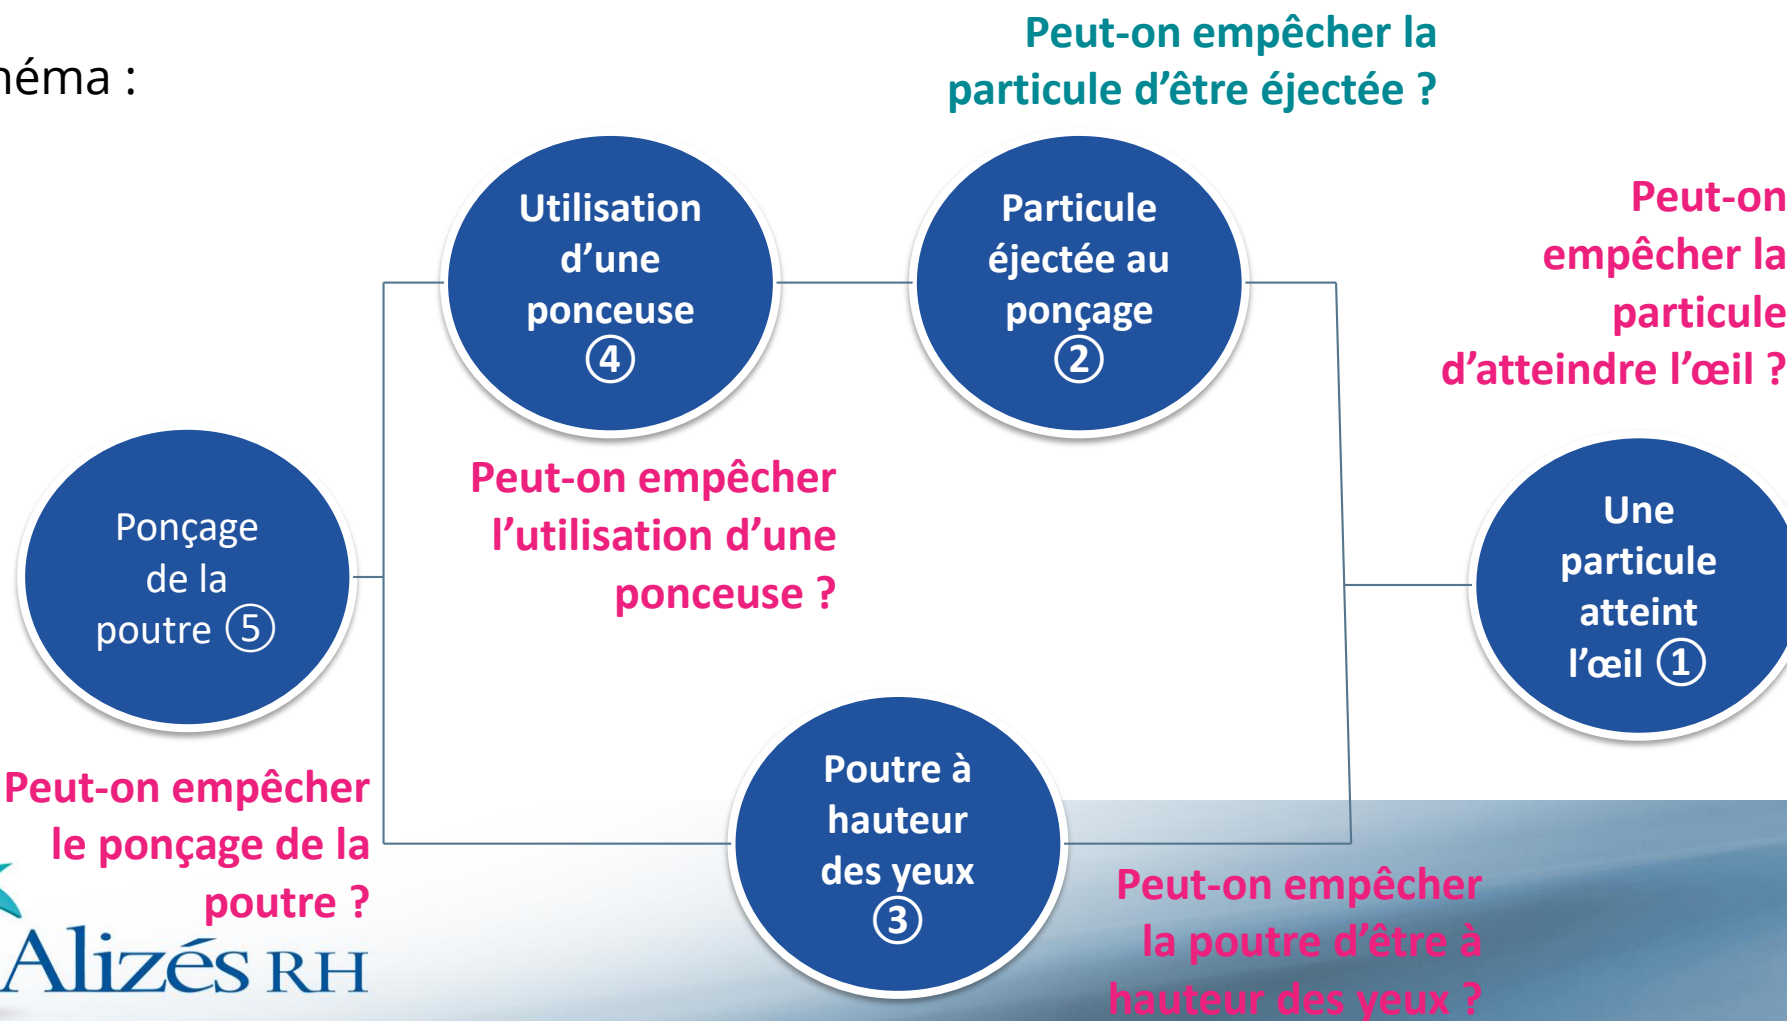 néma :
Peut-on empêcher la
particule d’être éjectée ?
Utilisation
d’une
ponceuse
④
Particule
éjectée au
ponçage
②
Peut-on
empêcher la
particule
d’atteindre l’œil ?
Peut-on empêcher
l’utilisation d’une
ponceuse ?
Ponçage
de la
poutre ⑤
Une
particule
atteint
l’œil ①
Peut-on empêcher
le ponçage de la
poutre ?
Poutre à
hauteur
des yeux
③
Peut-on empêcher
la poutre d’être à
hauteur des yeux ?
Alizés RH